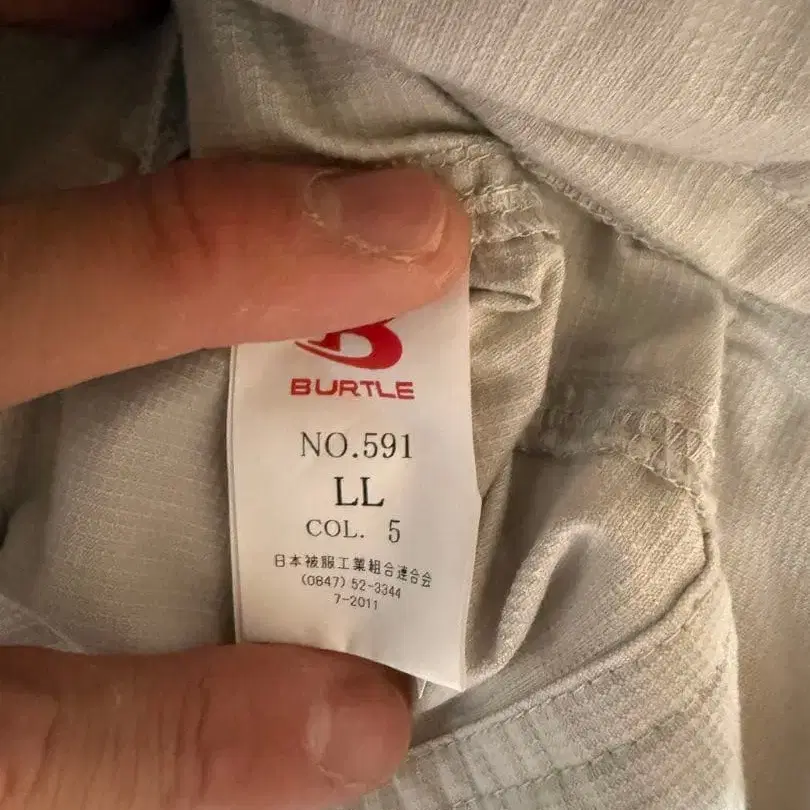 BURTLE
NO.591
LL
COL. 5
日本被服工業組合連合会
(0847) 52-3344
7-2011